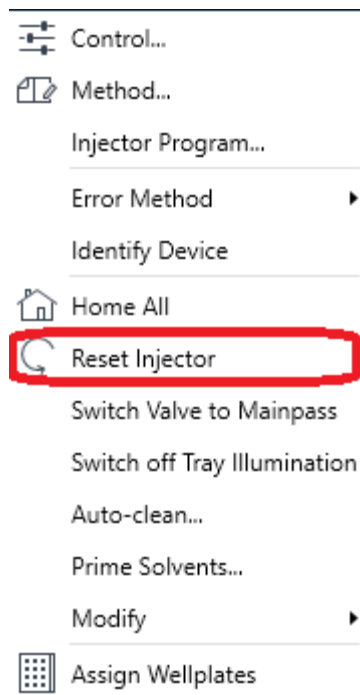 Control...
Method...
Injector Program...
Error Method
Identify Device
Home All
Reset Injector
Switch Valve to Mainpass
Switch off Tray Illumination
Auto-clean...
Prime Solvents...
Modify
Assign Wellplates